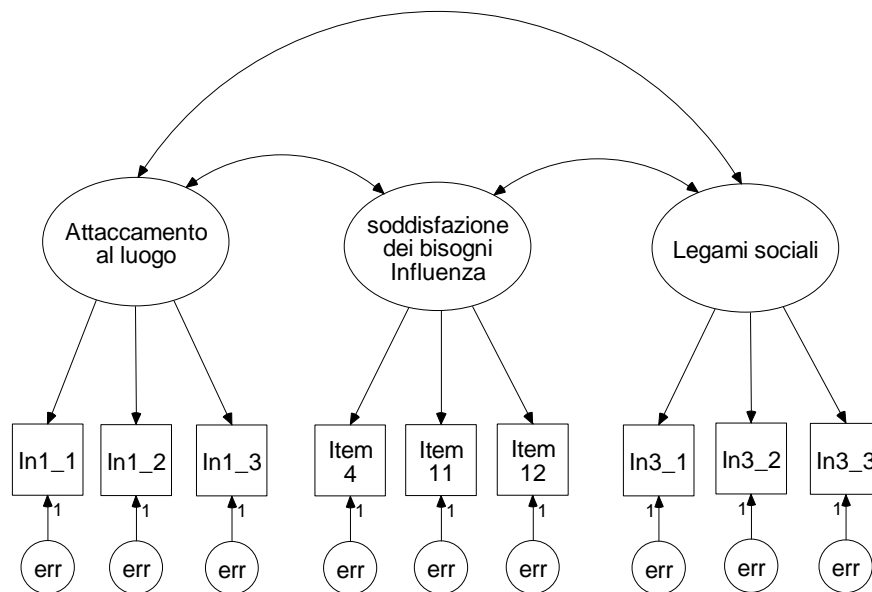 Attaccamento
al luogo
soddisfazione
dei bisogni
Influenza
Legami sociali
In1_1
In1_2
In1_3
Item
4
Item
11
Item
12
In3_1
In3_2
In3_3
1
1
1
1
1
1
1
1
1
err
err
err
err
err
err
err
err
err